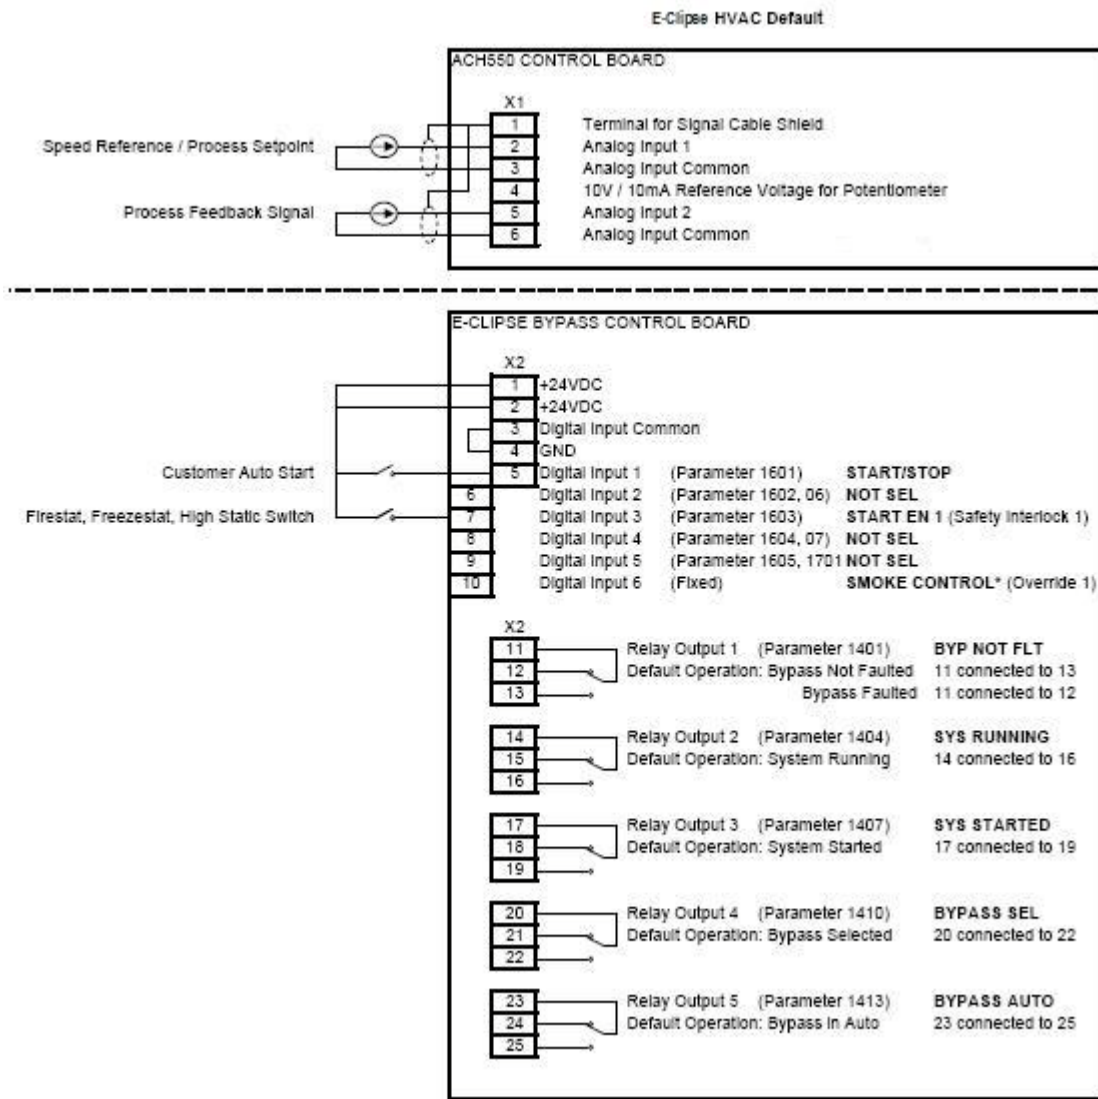 E-Clipse HVAC Default
ACH550 CONTROL BOARD
X1
1 Terminal for Signal Cable Shield
Speed Reference / Process Setpoint 2 Analog Input 1
3 Analog Input Common
4 10V / 10mA Reference Voltage for Potentiometer
Process Feedback Signal 5 Analog Input 2
6 Analog Input Common
E-CLIPSE BYPASS CONTROL BOARD
X2
1 +24VDC
2 +24VDC
3 Digital Input Common
4 GND
Customer Auto Start 5 Digital Input 1 (Parameter 1601) START/STOP
6 Digital Input 2 (Parameter 1602, 06) NOT SEL
Firestat, Freezestat, High Static Switch 7 Digital Input 3 (Parameter 1603) START EN 1 (Safety Interlock 1)
8 Digital Input 4 (Parameter 1604, 07) NOT SEL
9 Digital Input 5 (Parameter 1605, 1701 NOT SEL
10 Digital Input 6 (Fixed) SMOKE CONTROL* (Override 1)
X2
11 Relay Output 1 (Parameter 1401) BYP NOT FLT
12 Default Operation: Bypass Not Faulted 11 connected to 13
13 Bypass Faulted 11 connected to 12
14 Relay Output 2 (Parameter 1404) SYS RUNNING
15 Default Operation: System Running 14 connected to 16
16
17 Relay Output 3 (Parameter 1407) SYS STARTED
18 Default Operation: System Started 17 connected to 19
19
20 Relay Output 4 (Parameter 1410) BYPASS SEL
21 Default Operation: Bypass Selected 20 connected to 22
22
23 Relay Output 5 (Parameter 1413) BYPASS AUTO
24 Default Operation: Bypass In Auto 23 connected to 25
25